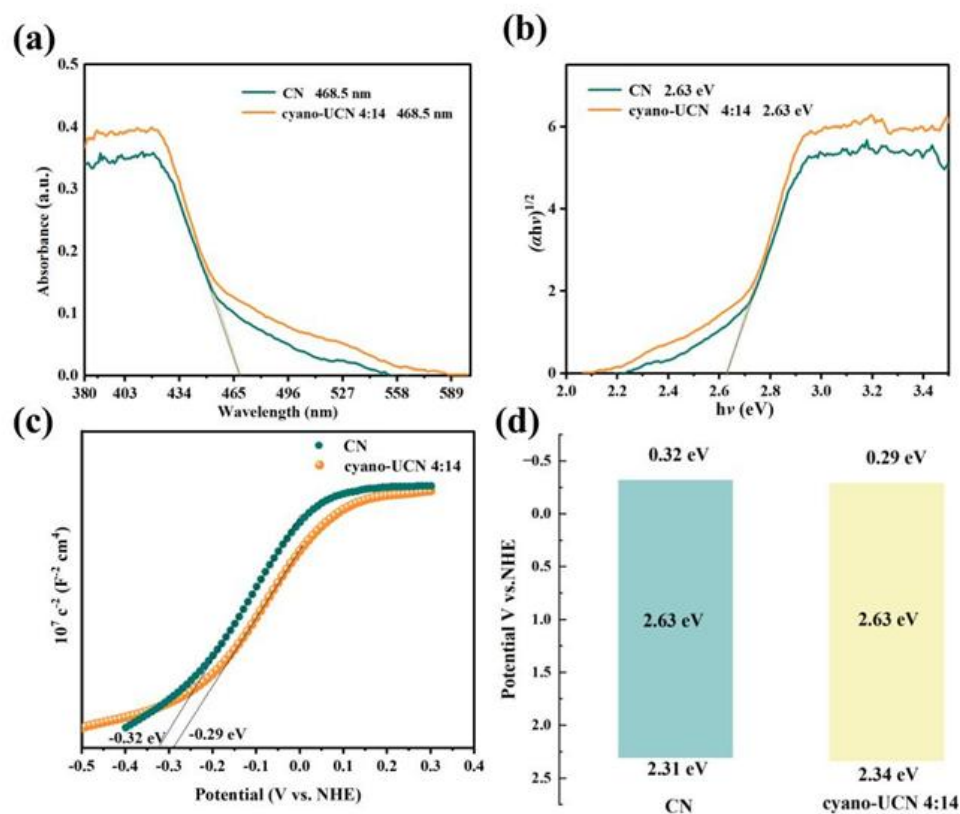 (a)
0.5
0.4
0.3
0.2
0.1
0.0
Absorbance (a.u.)
CN 468.5 nm
cyano-UCN 4:14 468.5 nm
380 403 434 465 496 527 558 589
Wavelength (nm)
(b)
6
4
2
0
(αhν)1/2
CN 2.63 eV
cyano-UCN 4:14 2.63 eV
2.0 2.2 2.4 2.6 2.8 3.0 3.2 3.4
hν (eV)
(c)
10⁷ c⁻² (F⁻² cm⁴)
CN
cyano-UCN 4:14
-0.32 eV
-0.29 eV
-0.5 -0.4 -0.3 -0.2 -0.1 0.0 0.1 0.2 0.3 0.4
Potential (V vs. NHE)
(d)
Potential V vs.NHE
−0.5
0.0
0.5
1.0
1.5
2.0
2.5
0.32 eV
0.29 eV
2.63 eV
2.63 eV
2.31 eV
2.34 eV
CN
cyano-UCN 4:14